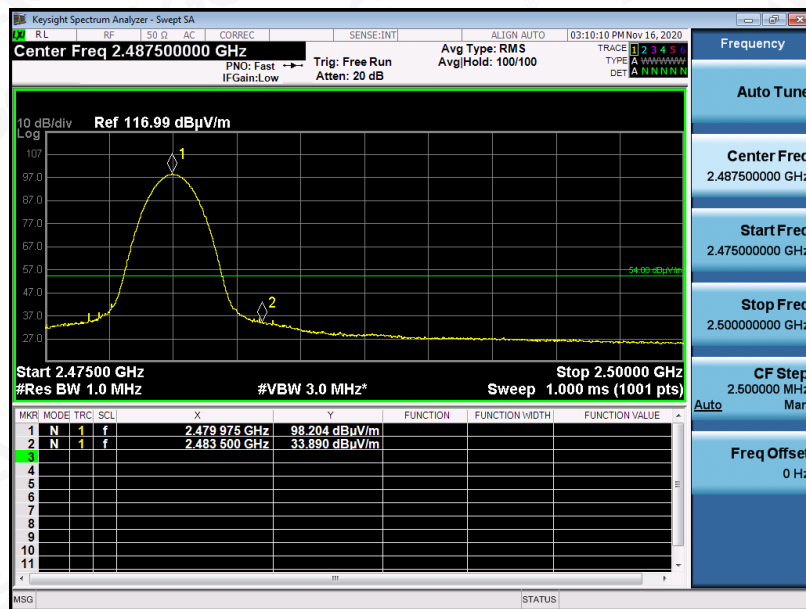 Keysight Spectrum Analyzer - Swept SA
LXI RL RF 50 Ω AC CORREC SENSE:INT ALIGN AUTO 03:10:10 PM Nov 16, 2020
Center Freq 2.487500000 GHz
PNO: Fast
IFGain:Low
Trig: Free Run
Atten: 20 dB
Avg Type: RMS
Avg|Hold: 100/100
TRACE 1 2 3 4 5 6
TYPE A WWWWW
DET A N N N N N
10 dB/div Ref 116.99 dBµV/m
Log
1
107
97.0
87.0
77.0
67.0
57.0
54.00 dBµV/m
47.0
2
37.0
27.0
Start 2.47500 GHz Stop 2.50000 GHz
#Res BW 1.0 MHz #VBW 3.0 MHz* Sweep 1.000 ms (1001 pts)
MKR MODE TRC SCL X Y FUNCTION FUNCTION WIDTH FUNCTION VALUE
1 N 1 f 2.479 975 GHz 98.204 dBµV/m
2 N 1 f 2.483 500 GHz 33.890 dBµV/m
3
4
5
6
7
8
9
10
11
MSG STATUS
Frequency
Auto Tune
Center Freq
2.487500000 GHz
Start Freq
2.475000000 GHz
Stop Freq
2.500000000 GHz
CF Step
2.500000 MHz
Auto Man
Freq Offset
0 Hz